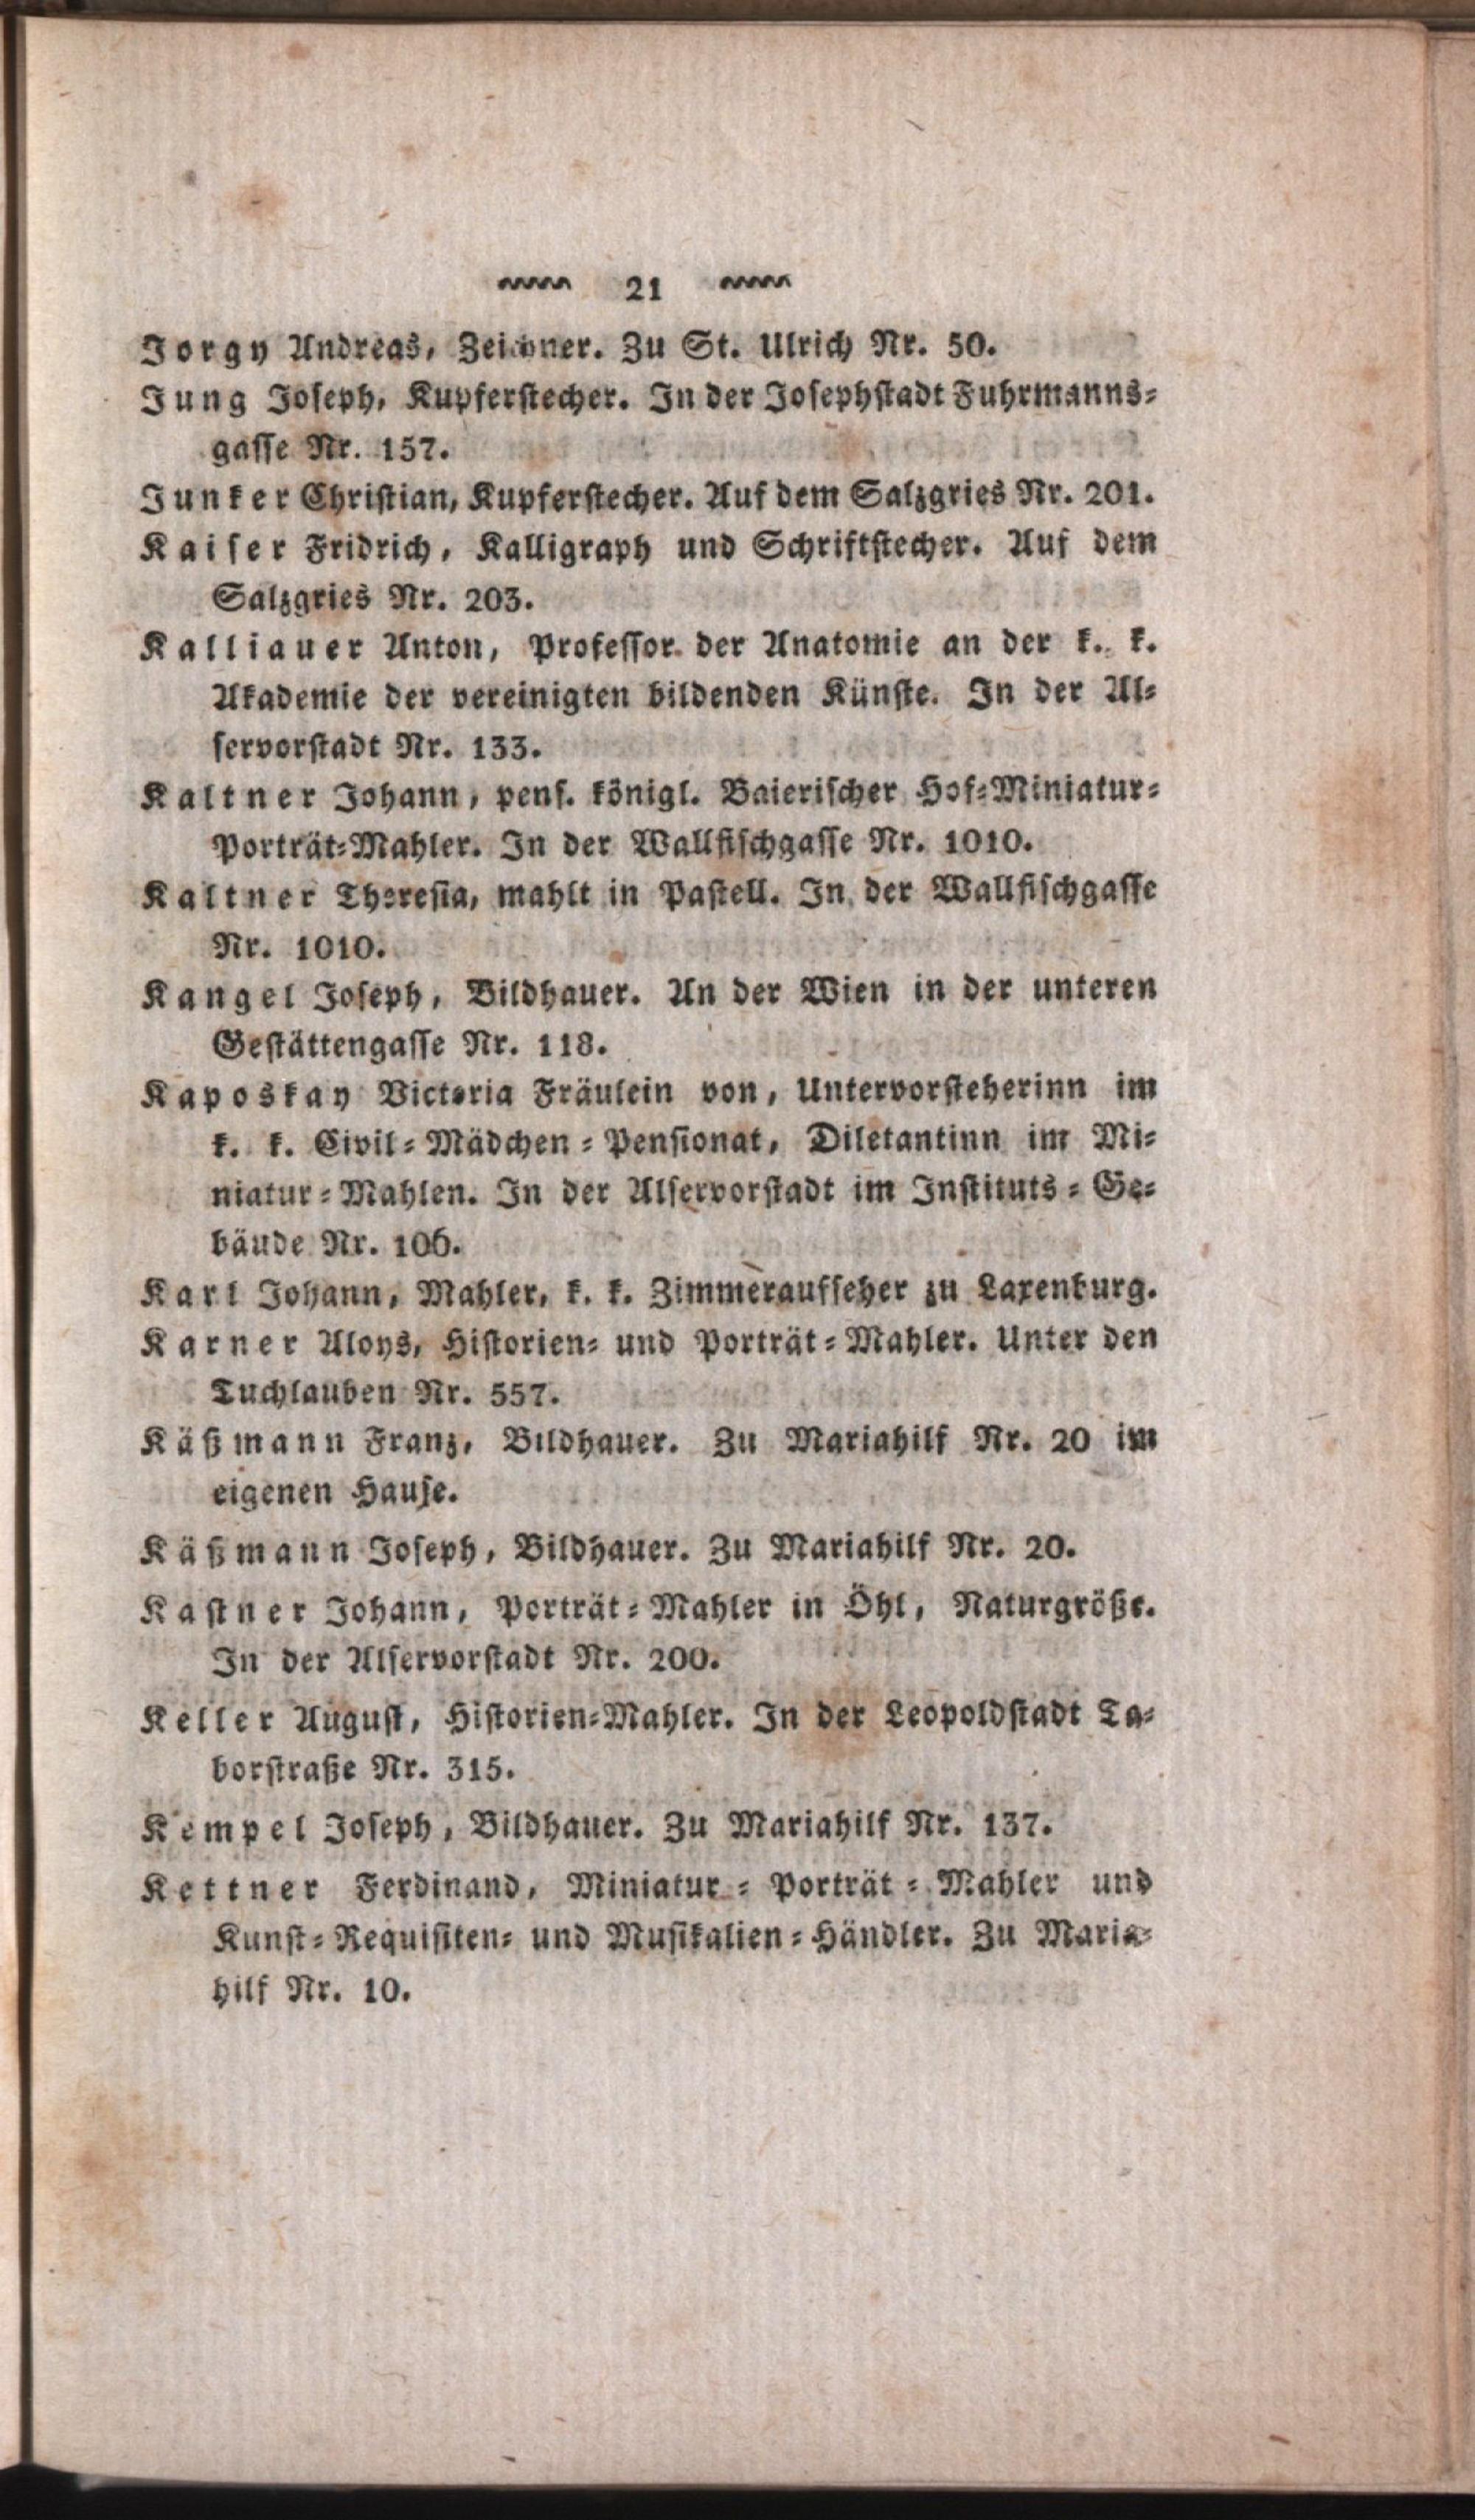 21
Jorgy Andreas, Zeichner. Zu St. Ulrich Nr. 50.
Jung Joseph, Kupferstecher. In der Josephstadt Fuhrmanns-
gasse Nr. 157.
Junker Christian, Kupferstecher. Auf dem Salzgries Nr. 201.
Kaiser Fridrich, Kalligraph und Schriftstecher. Auf dem
Salzgries Nr. 203.
Kalliauer Anton, Professor der Anatomie an der k. k.
Akademie der vereinigten bildenden Künste. In der Al-
servorstadt Nr. 133.
Kaltner Johann, pens. königl. Baierischer Hof-Miniatur-
Porträt-Mahler. In der Wallfischgasse Nr. 1010.
Kaltner Theresia, mahlt in Pastell. In der Wallfischgasse
Nr. 1010.
Kangel Joseph, Bildhauer. An der Wien in der unteren
Gestättengasse Nr. 118.
Kaposkay Victoria Fräulein von, Untervorsteherinn im
k. k. Civil-Mädchen-Pensionat, Diletantinn im Mi-
niatur-Mahlen. In der Alservorstadt im Instituts-Ge-
bäude Nr. 106.
Karl Johann, Mahler, k. k. Zimmeraufseher zu Laxenburg.
Karner Aloys, Historien- und Porträt-Mahler. Unter den
Tuchlauben Nr. 557.
Käßmann Franz, Bildhauer. Zu Mariahilf Nr. 20 im
eigenen Hause.
Käßmann Joseph, Bildhauer. Zu Mariahilf Nr. 20.
Kastner Johann, Porträt-Mahler in Öhl, Naturgröße.
In der Alservorstadt Nr. 200.
Keller August, Historien-Mahler. In der Leopoldstadt Ta-
borstraße Nr. 315.
Kempel Joseph, Bildhauer. Zu Mariahilf Nr. 137.
Kettner Ferdinand, Miniatur-Porträt-Mahler und
Kunst-Requisiten- und Musikalien-Händler. Zu Maria-
hilf Nr. 10.